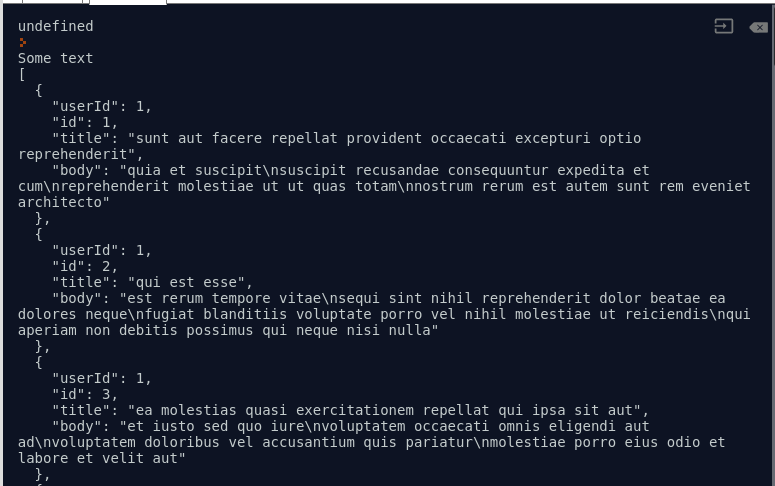 undefined
Some text
[
  {
    "userId": 1,
    "id": 1,
    "title": "sunt aut facere repellat provident occaecati excepturi optio
reprehenderit",
    "body": "quia et suscipit\nsuscipit recusandae consequuntur expedita et
cum\nreprehenderit molestiae ut ut quas totam\nnostrum rerum est autem sunt rem eveniet
architecto"
  },
  {
    "userId": 1,
    "id": 2,
    "title": "qui est esse",
    "body": "est rerum tempore vitae\nsequi sint nihil reprehenderit dolor beatae ea
dolores neque\nfugiat blanditiis voluptate porro vel nihil molestiae ut reiciendis\nqui
aperiam non debitis possimus qui neque nisi nulla"
  },
  {
    "userId": 1,
    "id": 3,
    "title": "ea molestias quasi exercitationem repellat qui ipsa sit aut",
    "body": "et iusto sed quo iure\nvoluptatem occaecati omnis eligendi aut
ad\nvoluptatem doloribus vel accusantium quis pariatur\nmolestiae porro eius odio et
labore et velit aut"
  },
  {